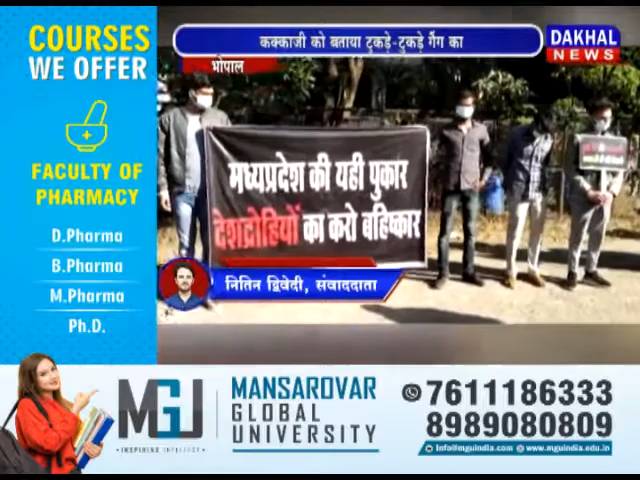 COURSES
WE OFFER
FACULTY OF
PHARMACY
D.Pharma
B.Pharma
M.Pharma
Ph.D.
कक्काजी को बताया टुकड़े-टुकड़े गैंग का
भोपाल
DAKHAL
NEWS
मध्यप्रदेश की यही पुकार
देशद्रोहियों का करो बहिष्कार
नितिन द्विवेदी, संवाददाता
MGU
INSPIRING INTELLECT
MANSAROVAR
GLOBAL
UNIVERSITY
7611186333
8989080809
info@mguindia.com www.mguindia.edu.in